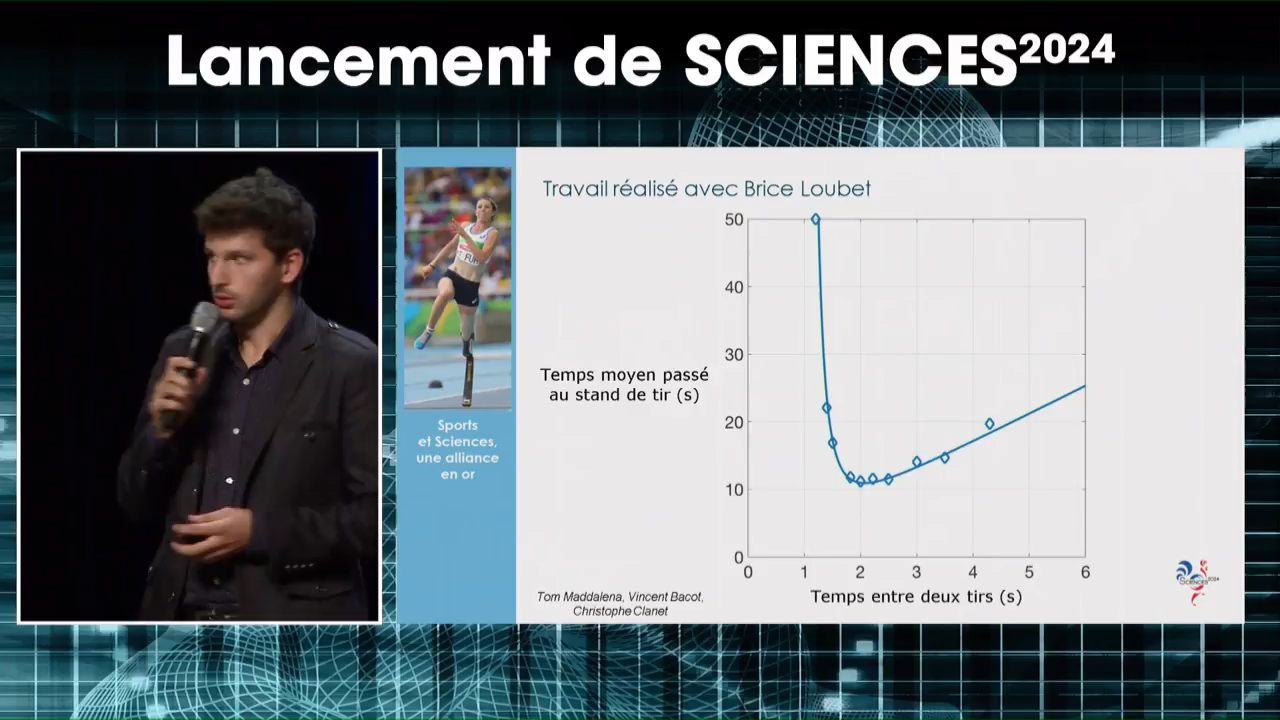 Lancement de SCIENCES²⁰²⁴
Travail réalisé avec Brice Loubet
Sports
et Sciences,
une alliance
en or
Temps moyen passé
au stand de tir (s)
50
40
30
20
10
0
0 1 2 3 4 5 6
Temps entre deux tirs (s)
Tom Maddalena, Vincent Bacot,
Christophe Clanet
SCIENCES 2024